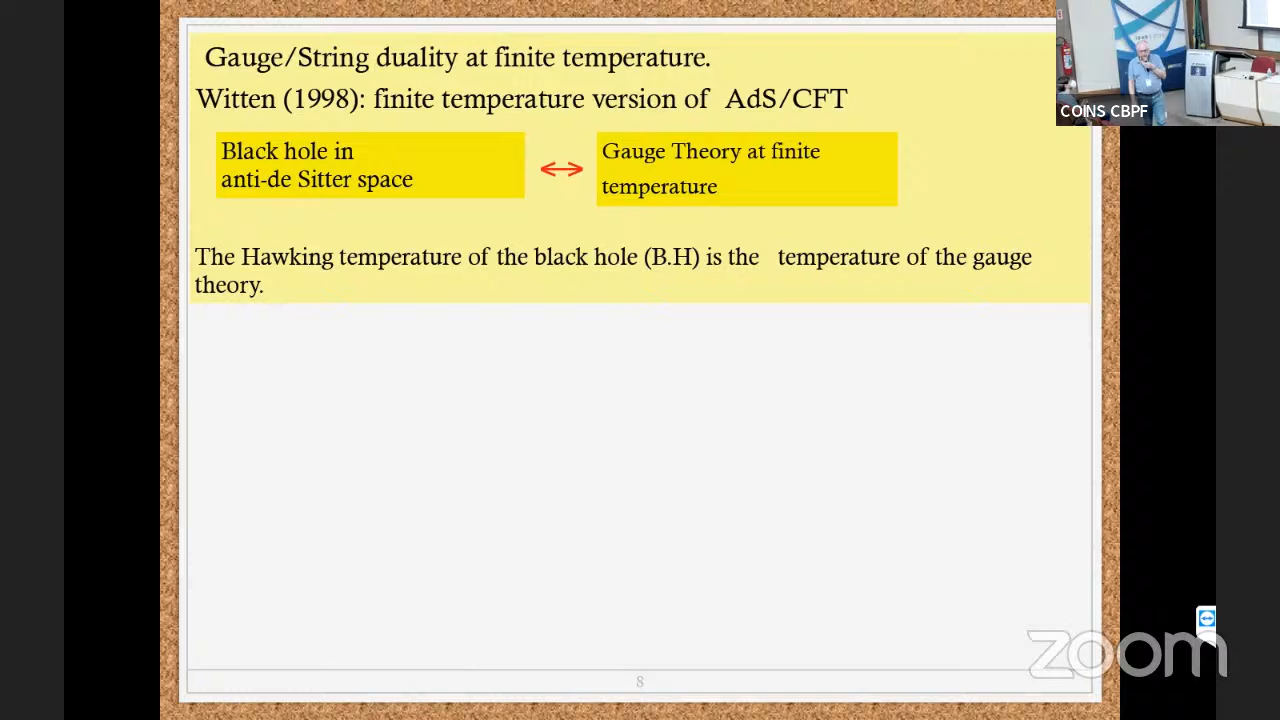 Gauge/String duality at finite temperature.
Witten (1998): finite temperature version of AdS/CFT
Black hole in
anti-de Sitter space
Gauge Theory at finite
temperature
The Hawking temperature of the black hole (B.H) is the temperature of the gauge
theory.
8
COINS CBPF
zoom